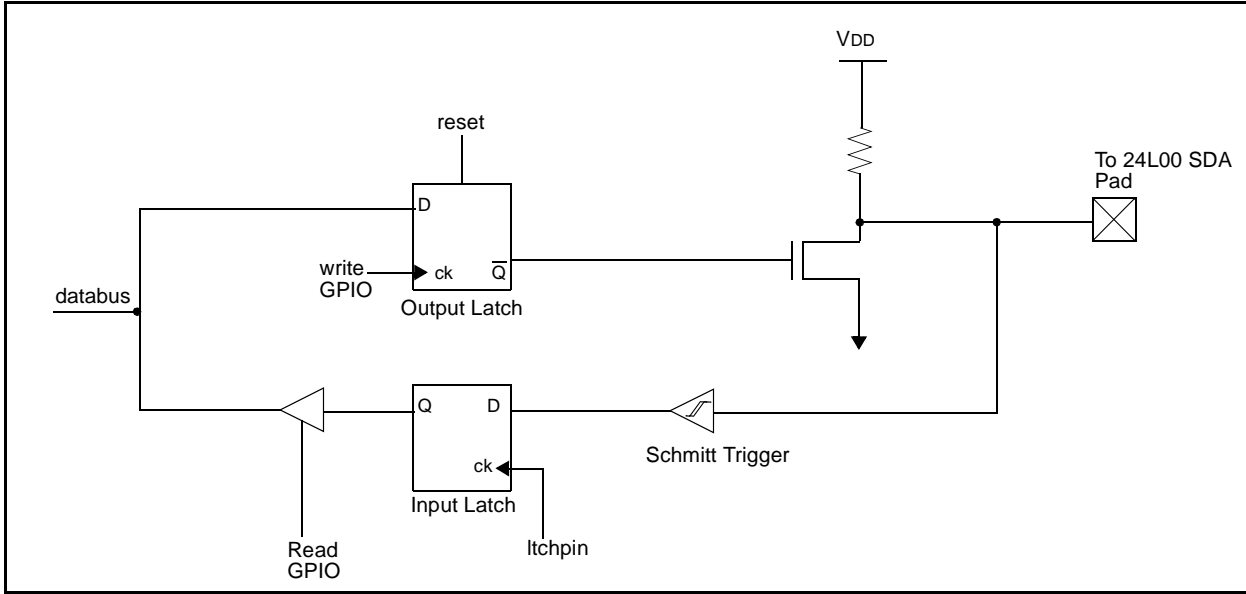 VDD
reset
To 24L00 SDA
Pad
D
write
GPIO
ck
Q
databus
Output Latch
Q
D
Schmitt Trigger
ck
Input Latch
ltchpin
Read
GPIO